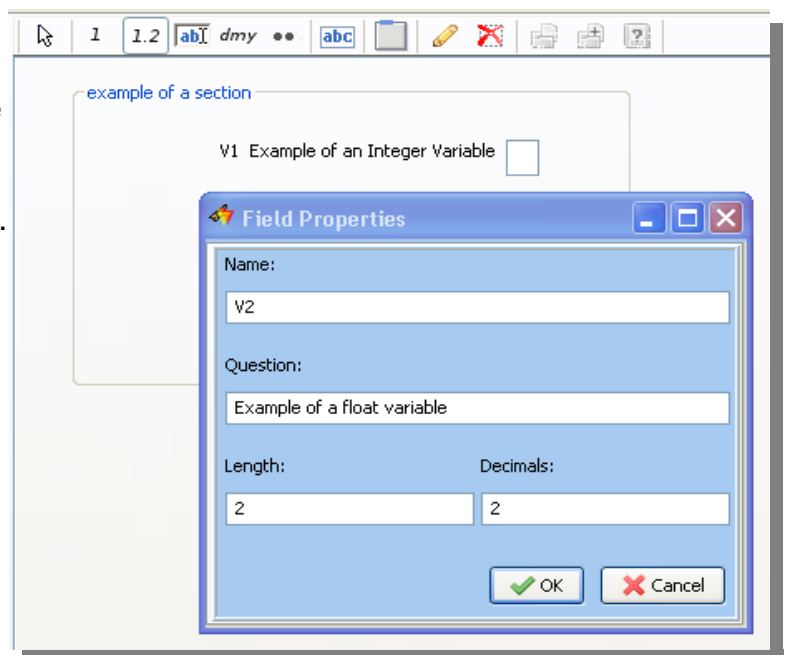 1 1.2 abI dmy abc ?
example of a section
V1 Example of an Integer Variable
.
Field Properties
Name:
V2
Question:
Example of a float variable
Length: Decimals:
2 2
OK Cancel